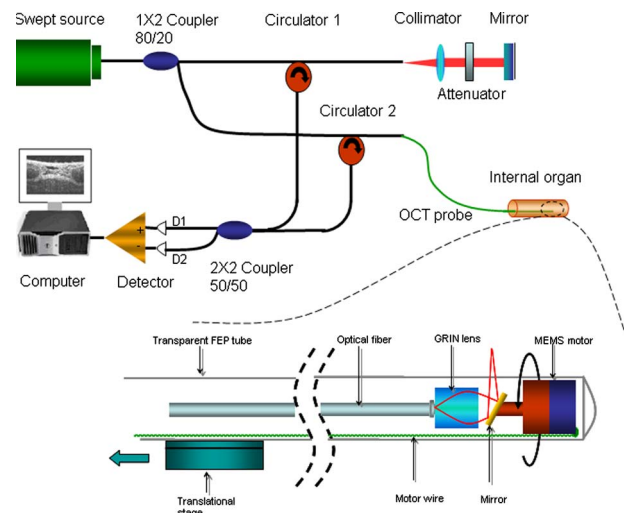 Swept source
1X2 Coupler
80/20
Circulator 1
Collimator
Mirror
Attenuator
Circulator 2
Internal organ
OCT probe
D1
+
-
D2
2X2 Coupler
50/50
Computer
Detector
Transparent FEP tube
Optical fiber
GRIN lens
MEMS motor
Translational
stage
Motor wire
Mirror